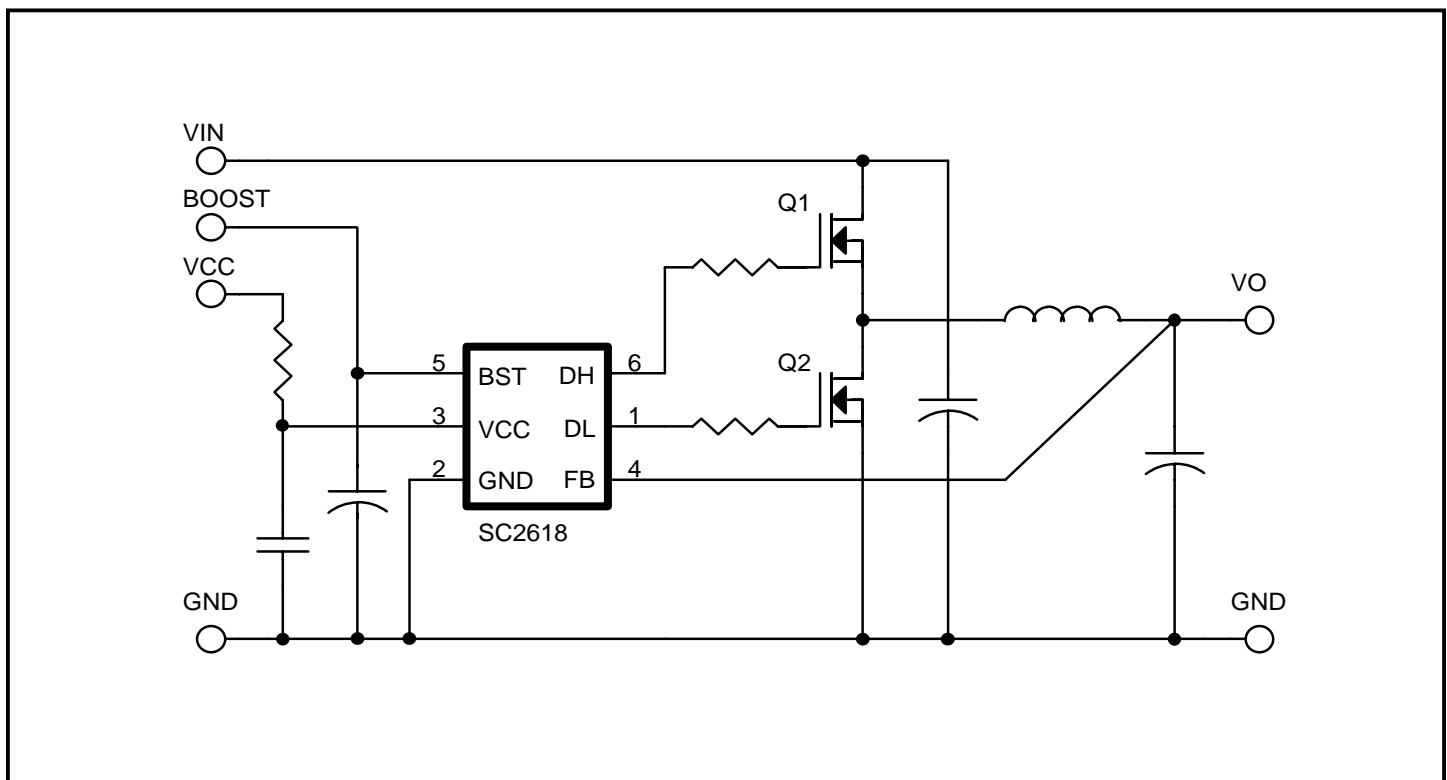 VIN
BOOST
VCC
Q1
VO
Q2
5 BST DH 6
3 VCC DL 1
2 GND FB 4
SC2618
GND
GND